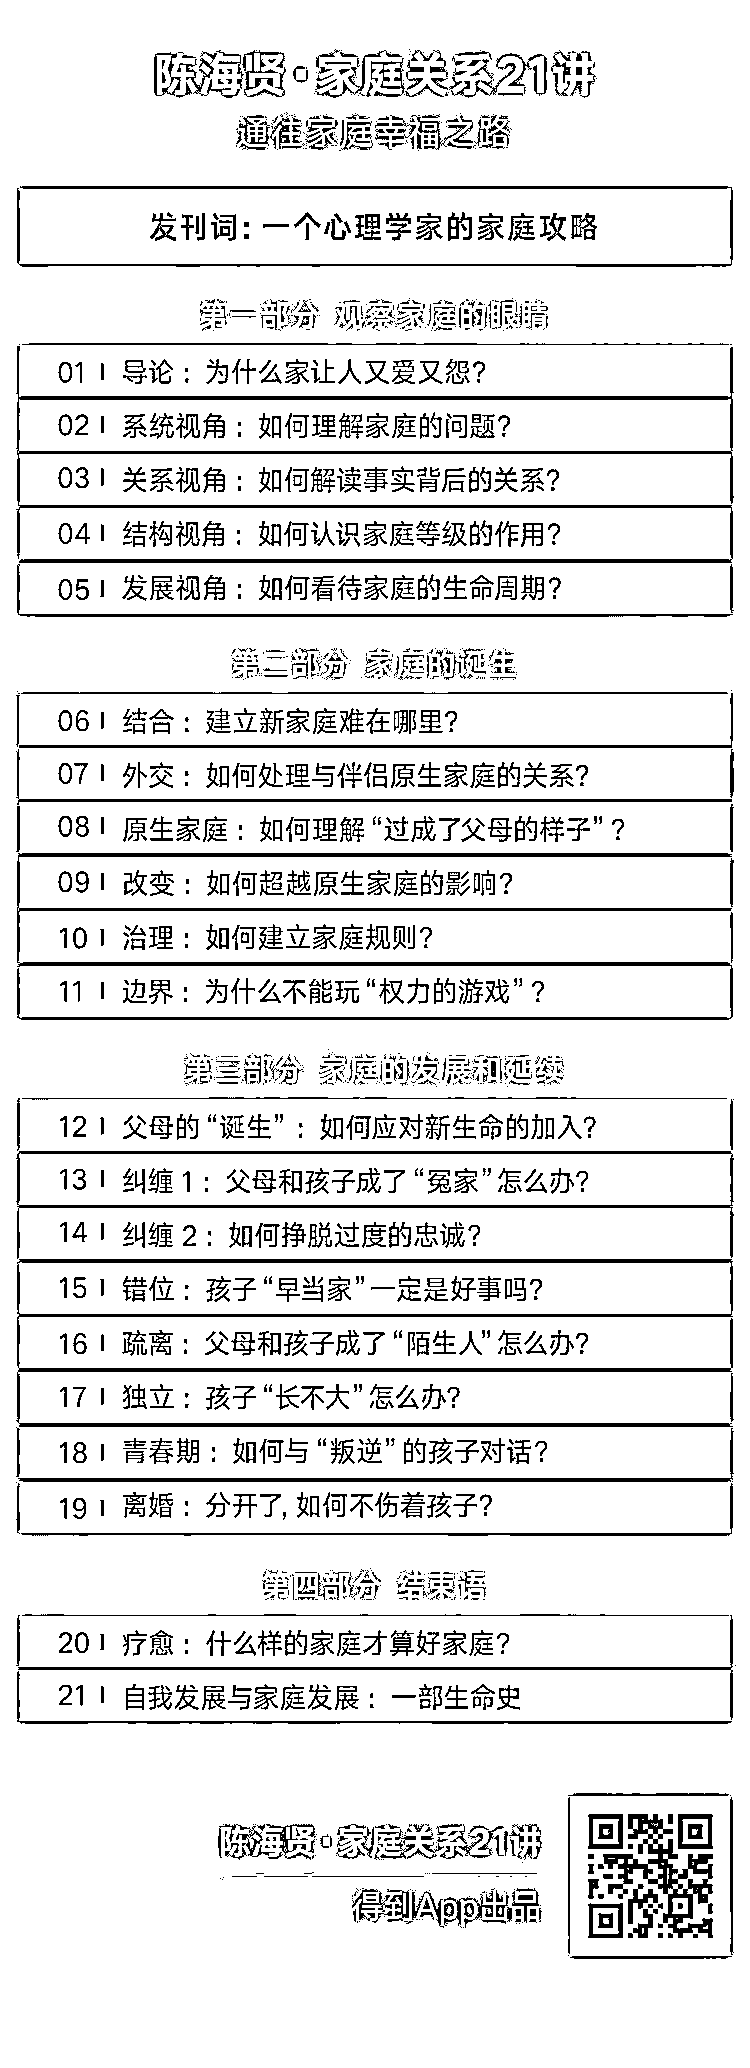 陈海贤·家庭关系21讲
通往家庭幸福之路
发刊词：一个心理学家的家庭攻略
第一部分 观察家庭的眼睛
01 | 导论：为什么家让人又爱又怨？
02 | 系统视角：如何理解家庭的问题？
03 | 关系视角：如何解读事实背后的关系？
04 | 结构视角：如何认识家庭等级的作用？
05 | 发展视角：如何看待家庭的生命周期？
第二部分 家庭的诞生
06 | 结合：建立新家庭难在哪里？
07 | 外交：如何处理与伴侣原生家庭的关系？
08 | 原生家庭：如何理解“过成了父母的样子”？
09 | 改变：如何超越原生家庭的影响？
10 | 治理：如何建立家庭规则？
11 | 边界：为什么不能玩“权力的游戏”？
第三部分 家庭的发展和延续
12 | 父母的“诞生”：如何应对新生命的加入？
13 | 纠缠1：父母和孩子成了“冤家”怎么办？
14 | 纠缠2：如何挣脱过度的忠诚？
15 | 错位：孩子“早当家”一定是好事吗？
16 | 疏离：父母和孩子成了“陌生人”怎么办？
17 | 独立：孩子“长不大”怎么办？
18 | 青春期：如何与“叛逆”的孩子对话？
19 | 离婚：分开了，如何不伤着孩子？
第四部分 结束语
20 | 疗愈：什么样的家庭才算好家庭？
21 | 自我发展与家庭发展：一部生命史
陈海贤·家庭关系21讲
得到App出品